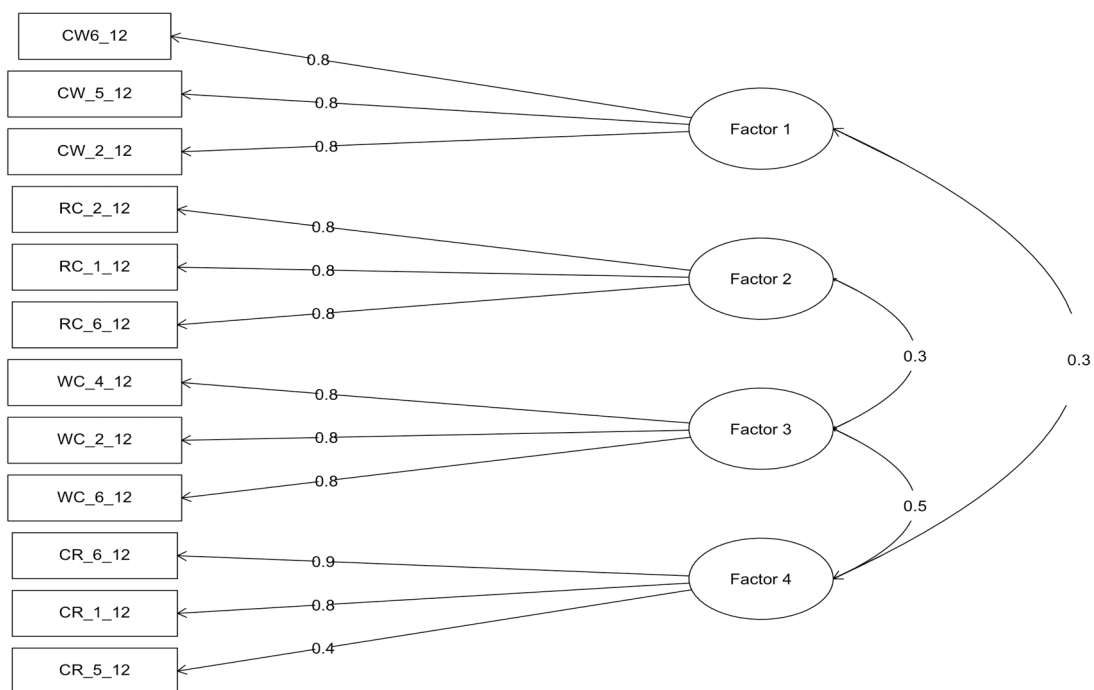 CW6_12
0.8
CW_5_12
0.8
Factor 1
CW_2_12
0.8
RC_2_12
0.8
RC_1_12
0.8
Factor 2
RC_6_12
0.8
0.3
0.3
WC_4_12
0.8
WC_2_12
0.8
Factor 3
WC_6_12
0.8
0.5
CR_6_12
0.9
Factor 4
CR_1_12
0.8
0.4
CR_5_12